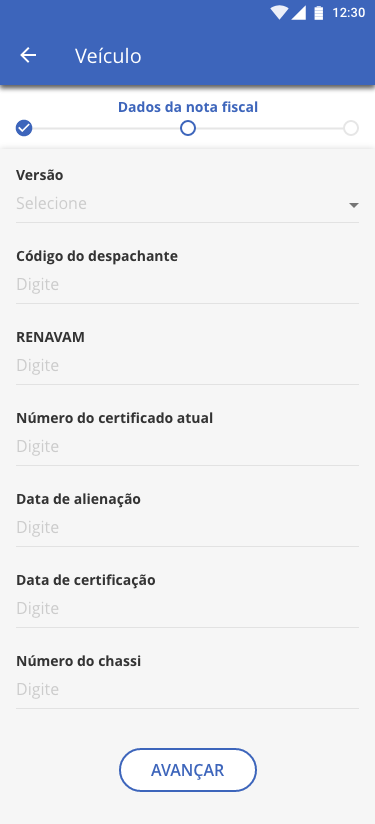 12:30
Veículo
Dados da nota fiscal
Versão
Selecione
Código do despachante
Digite
RENAVAM
Digite
Número do certificado atual
Digite
Data de alienação
Digite
Data de certificação
Digite
Número do chassi
Digite
AVANÇAR